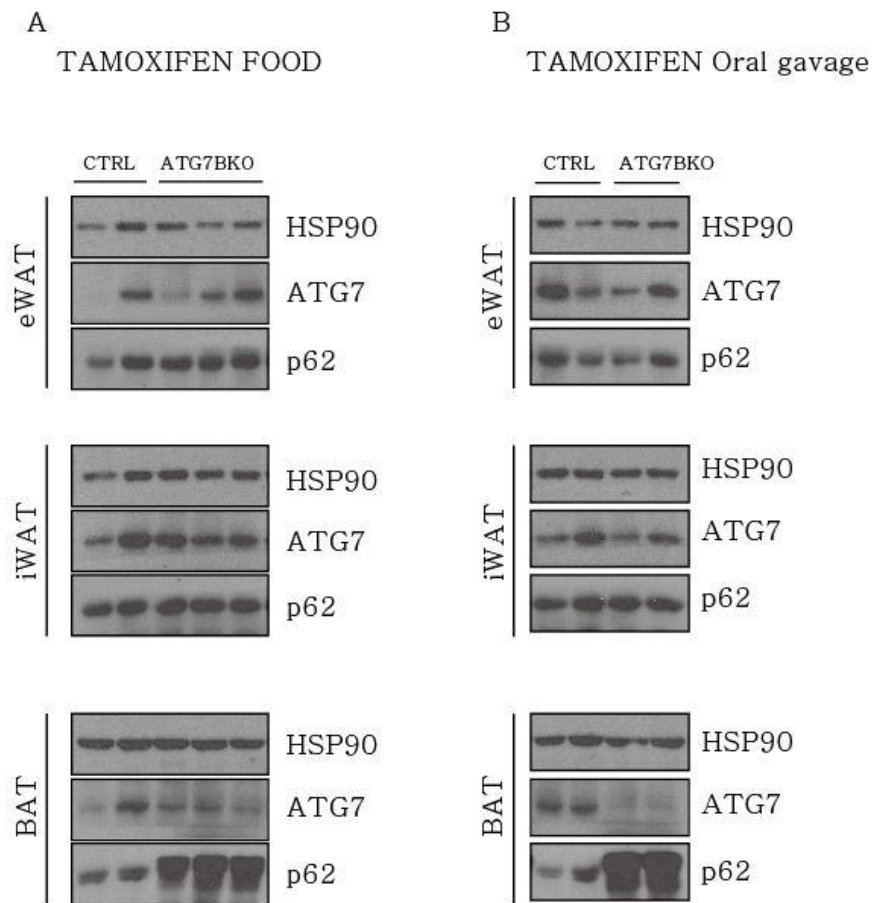 A
TAMOXIFEN FOOD
CTRL ATG7BKO
eWAT
HSP90
ATG7
p62
iWAT
HSP90
ATG7
p62
BAT
HSP90
ATG7
p62
B
TAMOXIFEN Oral gavage
CTRL ATG7BKO
eWAT
HSP90
ATG7
p62
iWAT
HSP90
ATG7
p62
BAT
HSP90
ATG7
p62